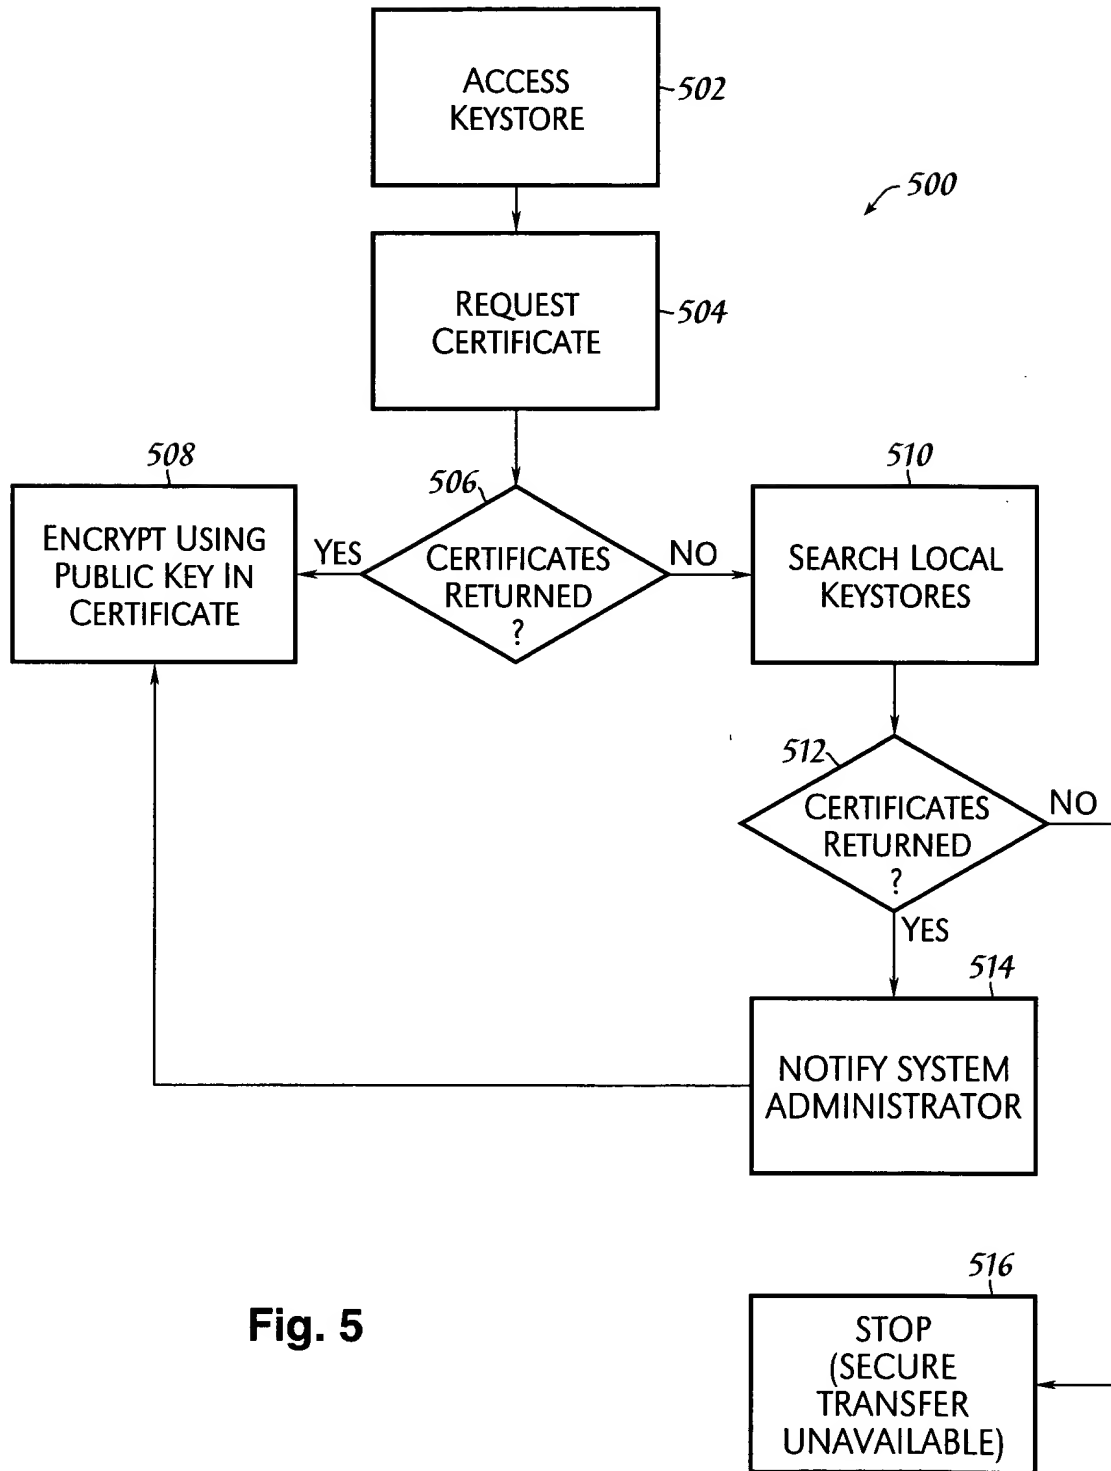 ACCESS
KEYSTORE
502
500
REQUEST
CERTIFICATE
504
508
ENCRYPT USING
PUBLIC KEY IN
CERTIFICATE
YES
506
CERTIFICATES
RETURNED
?
NO
510
SEARCH LOCAL
KEYSTORES
512
CERTIFICATES
RETURNED
?
NO
YES
514
NOTIFY SYSTEM
ADMINISTRATOR
516
STOP
(SECURE
TRANSFER
UNAVAILABLE)
Fig. 5